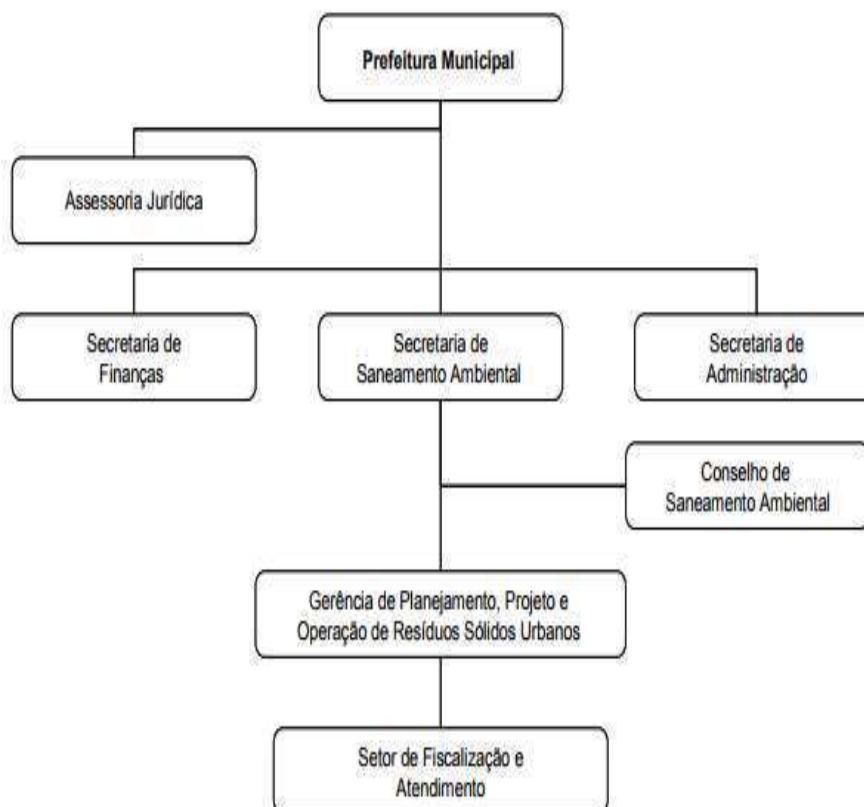 Prefeitura Municipal
Assessoria Jurídica
Secretaria de
Finanças
Secretaria de
Saneamento Ambiental
Secretaria de
Administração
Conselho de
Saneamento Ambiental
Gerência de Planejamento, Projeto e
Operação de Resíduos Sólidos Urbanos
Setor de Fiscalização e
Atendimento